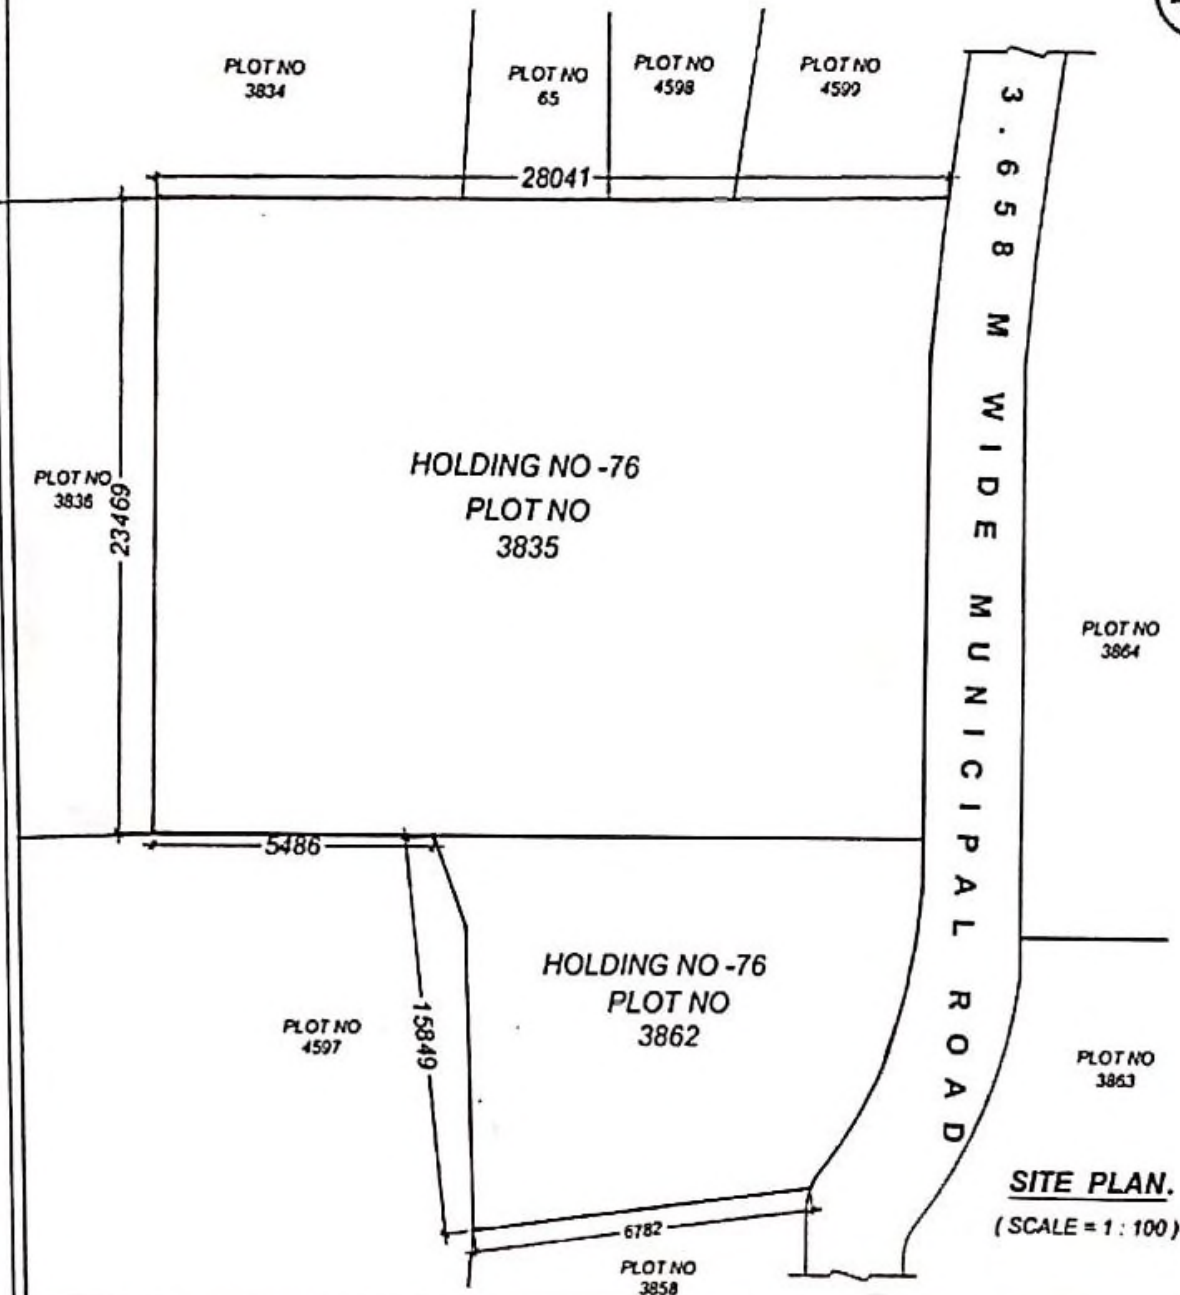 PLOT NO
3834
PLOT NO
65
PLOT NO
4598
PLOT NO
4599
28041
3.658 M WIDE MUNICIPAL ROAD
PLOT NO
3836
23469
HOLDING NO -76
PLOT NO
3835
PLOT NO
3864
5486
HOLDING NO -76
PLOT NO
3862
15849
PLOT NO
4597
PLOT NO
3863
6782
PLOT NO
3858
SITE PLAN.
( SCALE = 1 : 100 )